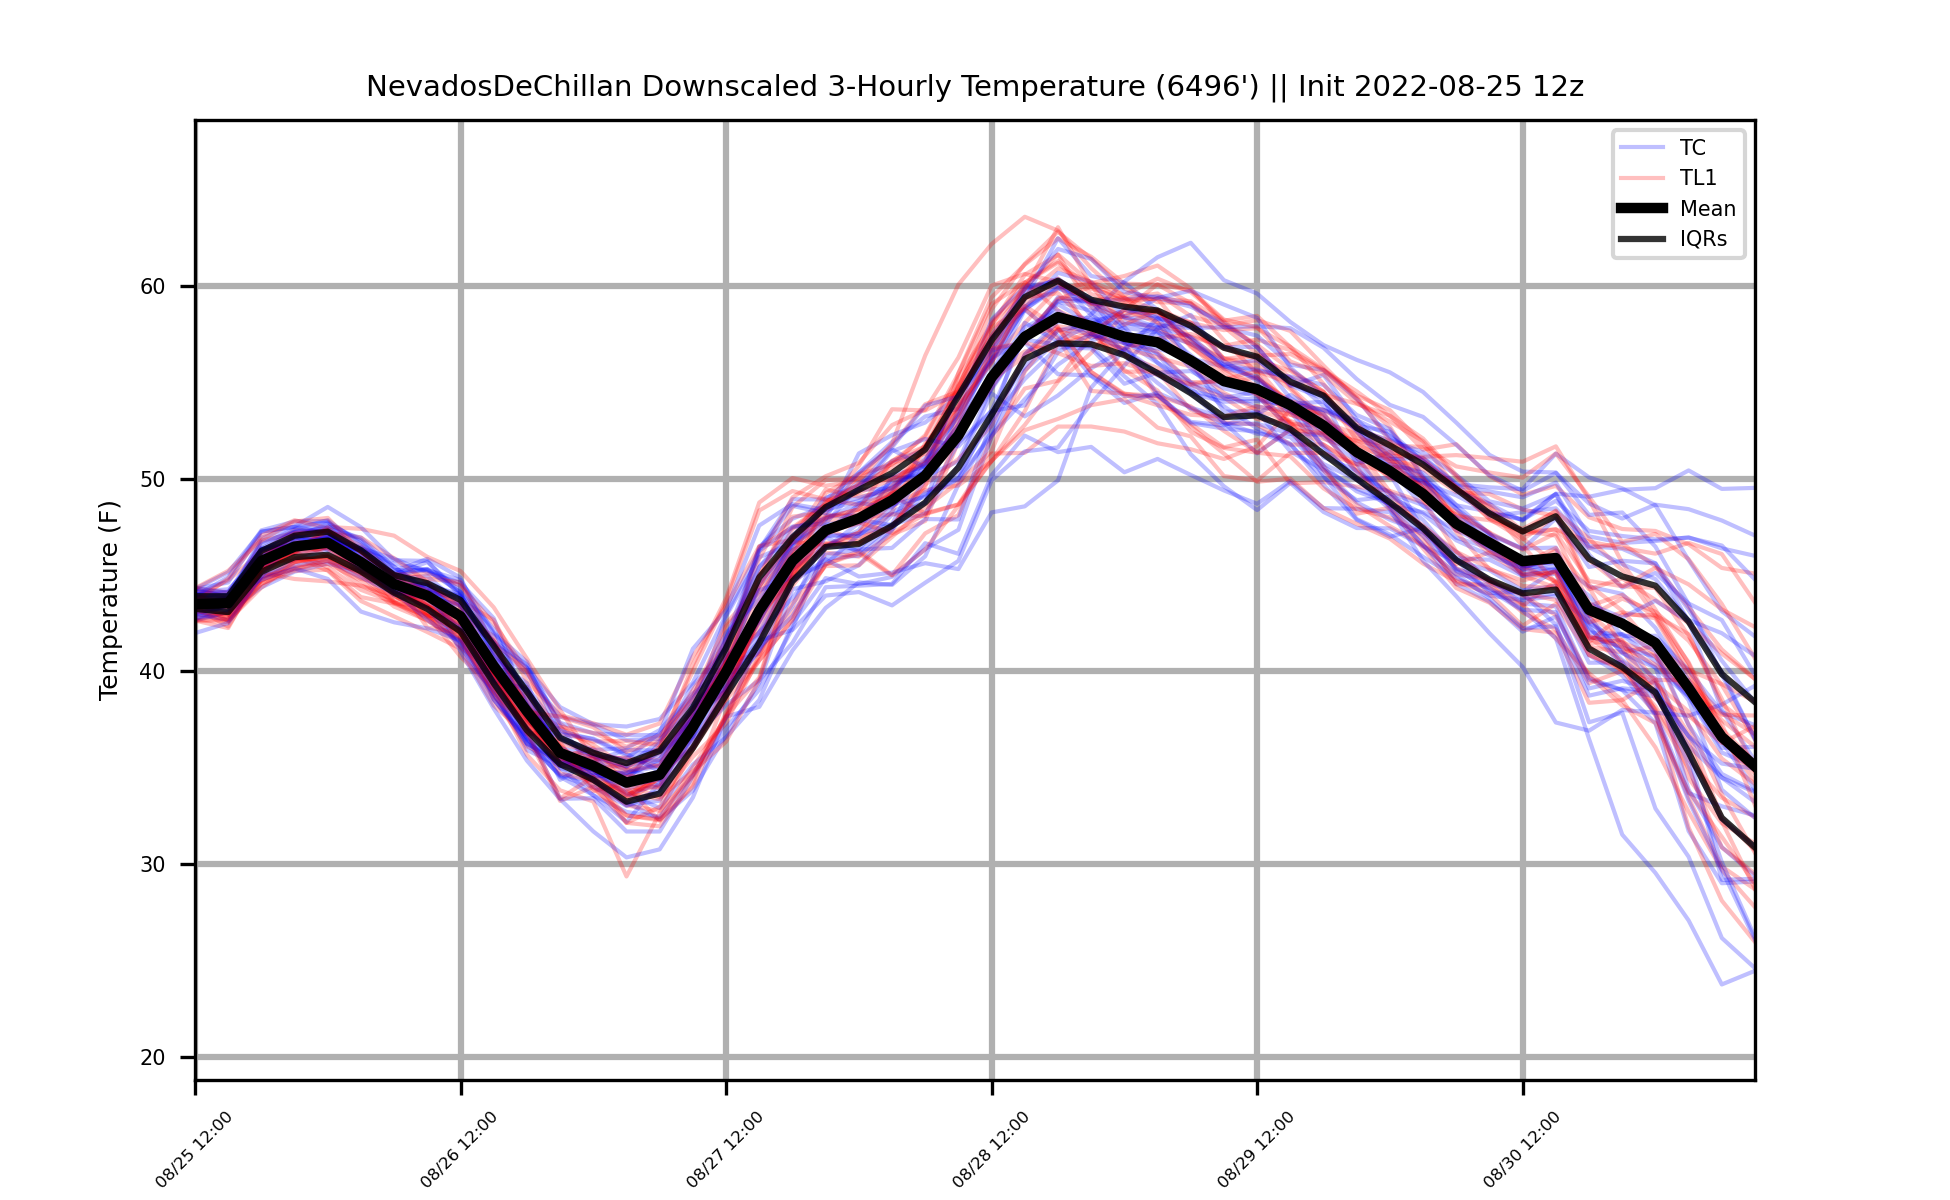 NevadosDeChillan Downscaled 3-Hourly Temperature (6496') || Init 2022-08-25 12z
TC
TL1
Mean
IQRs
Temperature (F)
60
50
40
30
20
08/25 12:00
08/26 12:00
08/27 12:00
08/28 12:00
08/29 12:00
08/30 12:00